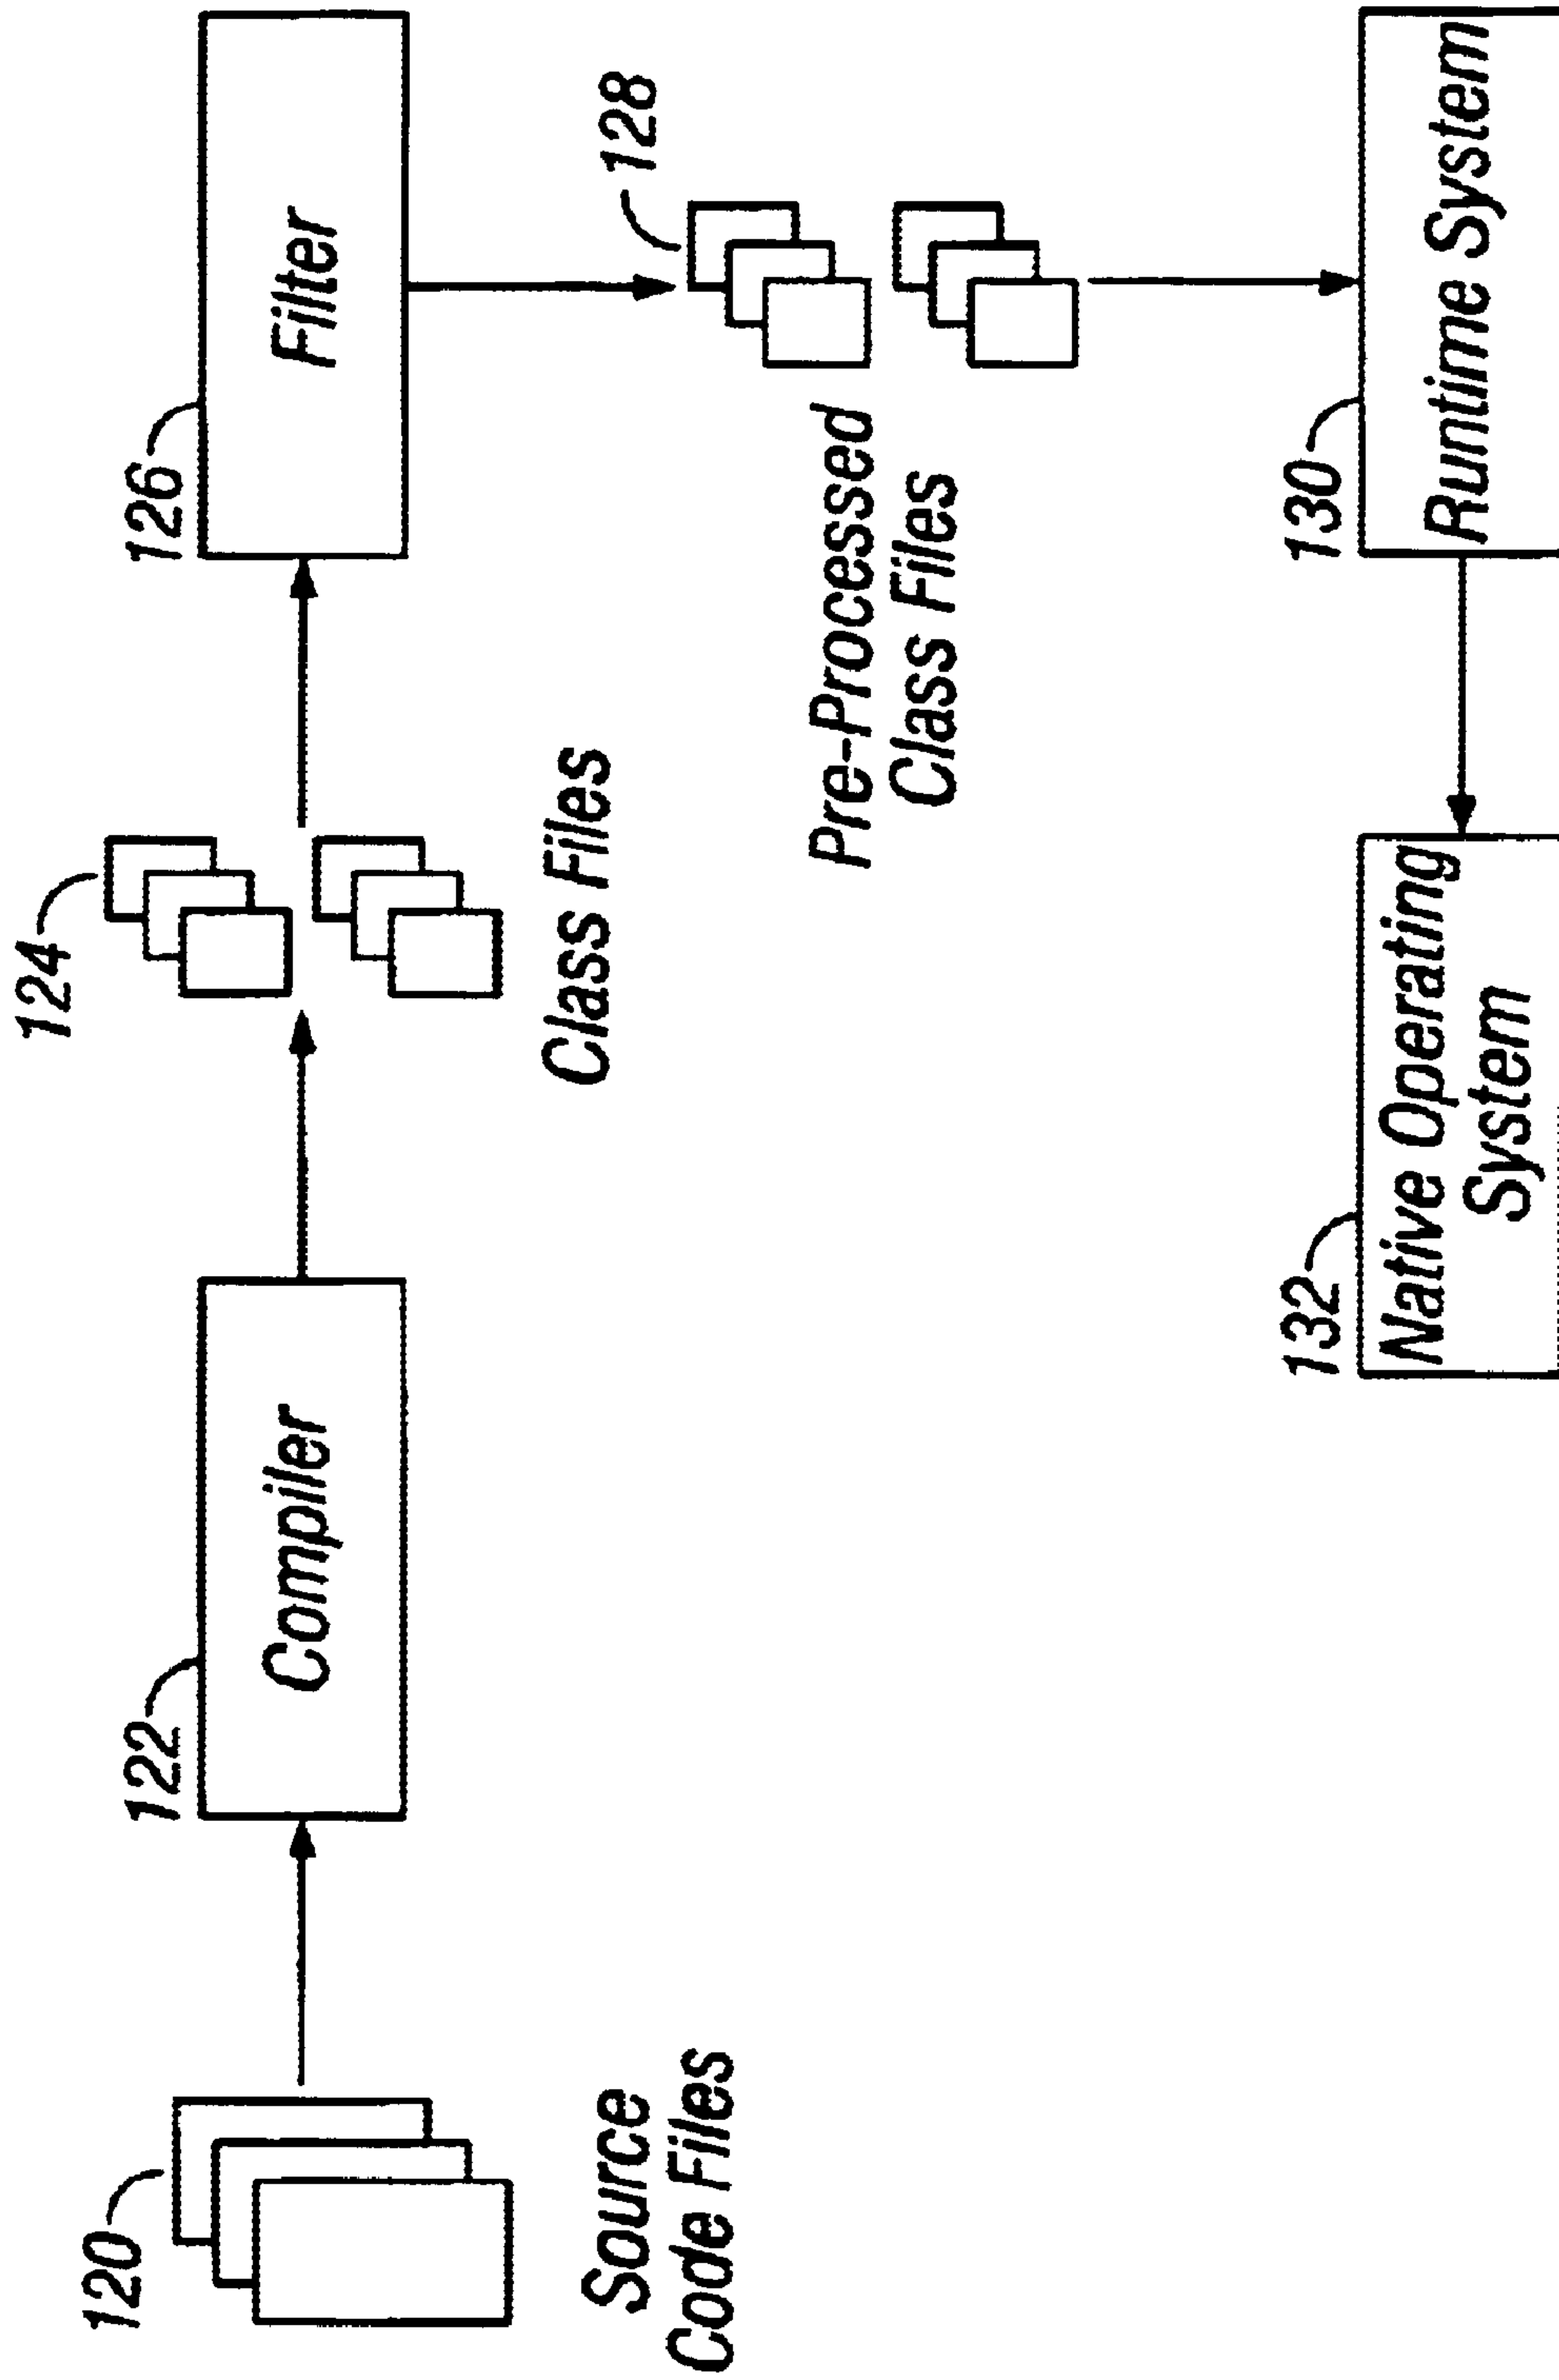 120
Source
Code Files
122
Compiler
124
Class Files
126
Filter
128
Pre-Processed
Class Files
130
Runtime System
132
Native Operating
System